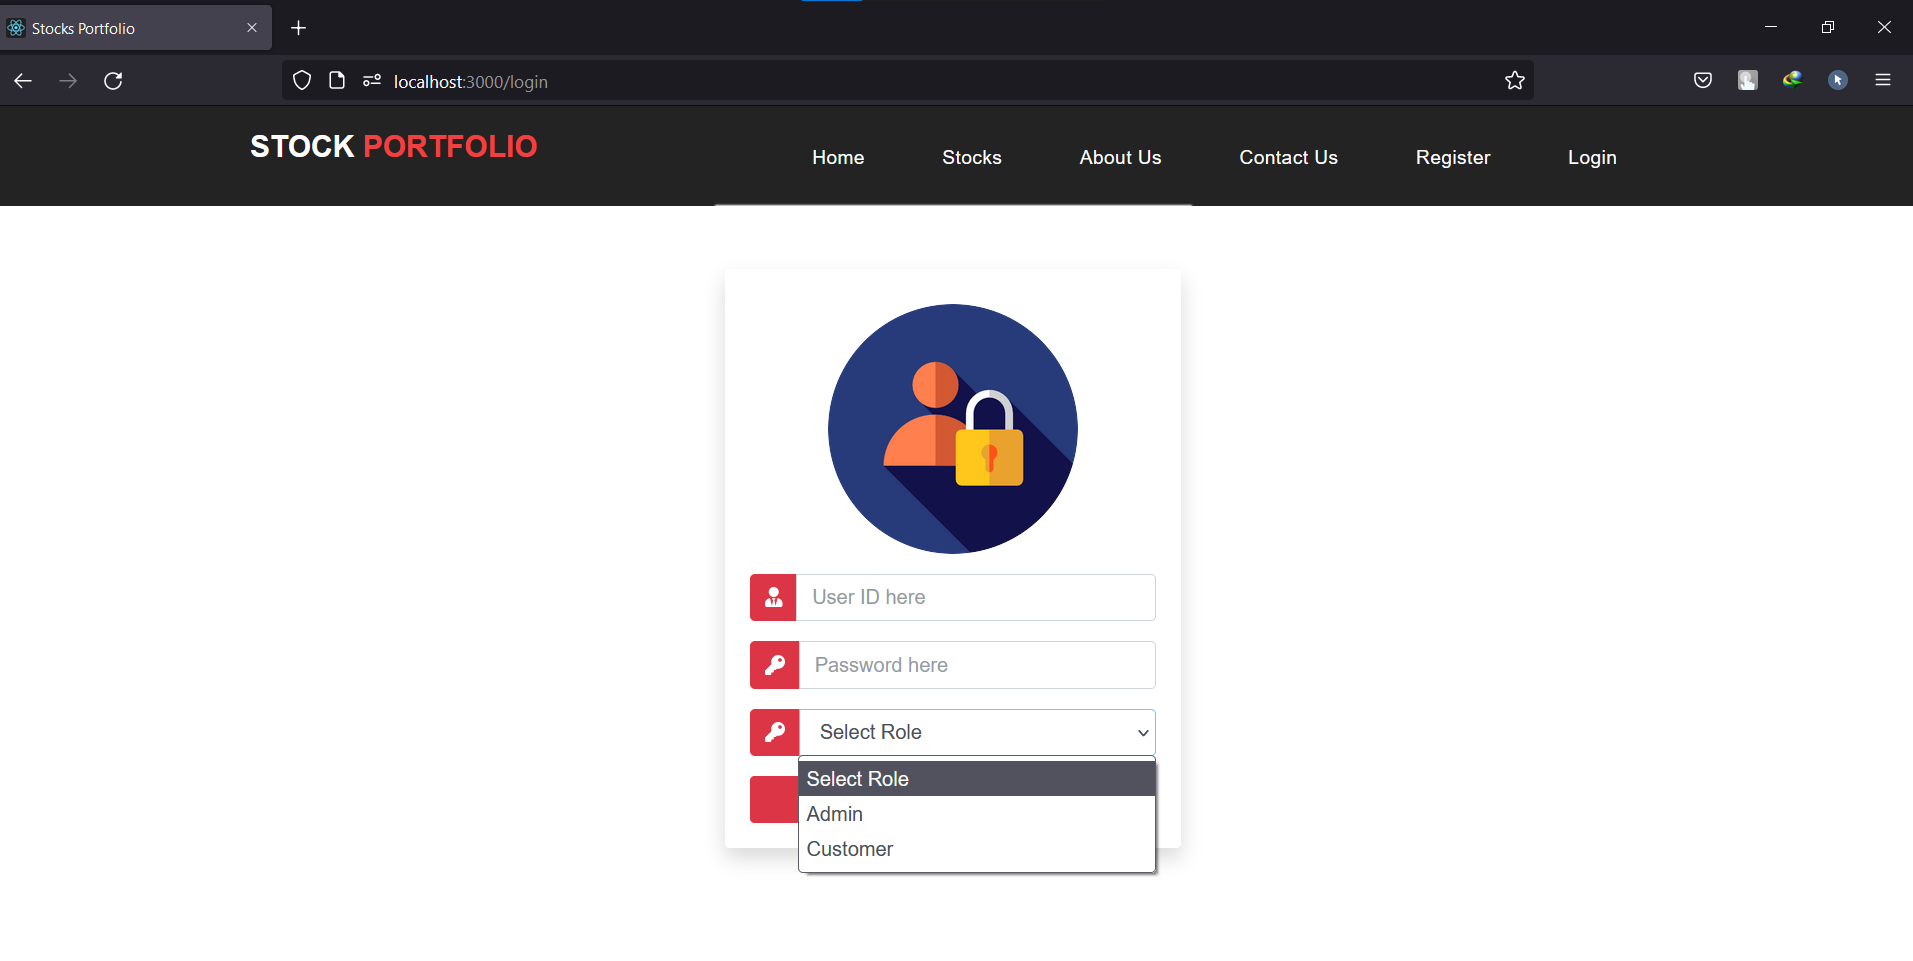 Stocks Portfolio
localhost:3000/login
STOCK PORTFOLIO
Home Stocks About Us Contact Us Register Login
User ID here
Password here
Select Role
Select Role
Admin
Customer